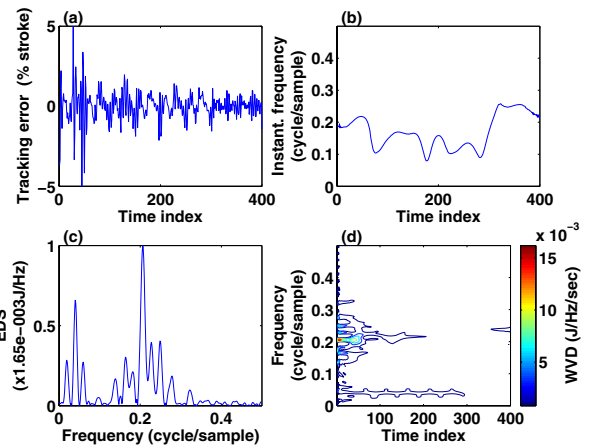 (a)
Tracking error (% stroke)
5
0
-5
0
200
400
Time index
(b)
Instant. frequency
(cycle/sample)
0.5
0.4
0.3
0.2
0.1
0
0
200
400
Time index
(c)
EDS
(x1.65e-003J/Hz)
1
0.5
0
0
0.2
0.4
Frequency (cycle/sample)
(d)
Frequency
(cycle/sample)
0.5
0.4
0.3
0.2
0.1
0
100
200
300
400
Time index
x 10⁻³
15
10
5
WVD (J/Hz/sec)